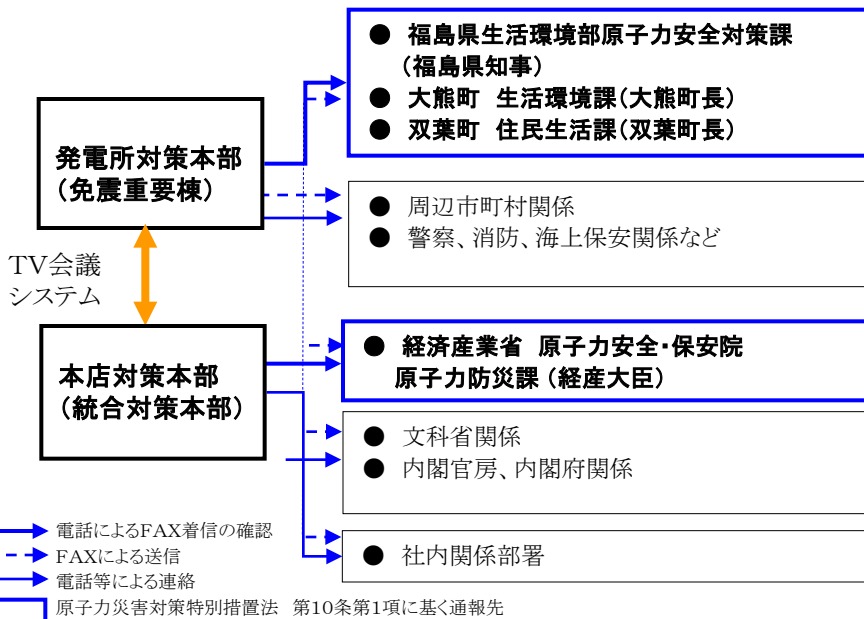 ● 福島県生活環境部原子力安全対策課
(福島県知事)
● 大熊町 生活環境課(大熊町長)
● 双葉町 住民生活課(双葉町長)
発電所対策本部
(免震重要棟)
● 周辺市町村関係
● 警察、消防、海上保安関係など
TV会議
システム
本店対策本部
(統合対策本部)
● 経済産業省 原子力安全・保安院
原子力防災課(経産大臣)
● 文科省関係
● 内閣官房、内閣府関係
● 社内関係部署
電話によるFAX着信の確認
FAXによる送信
電話等による連絡
原子力災害対策特別措置法 第10条第1項に基く通報先